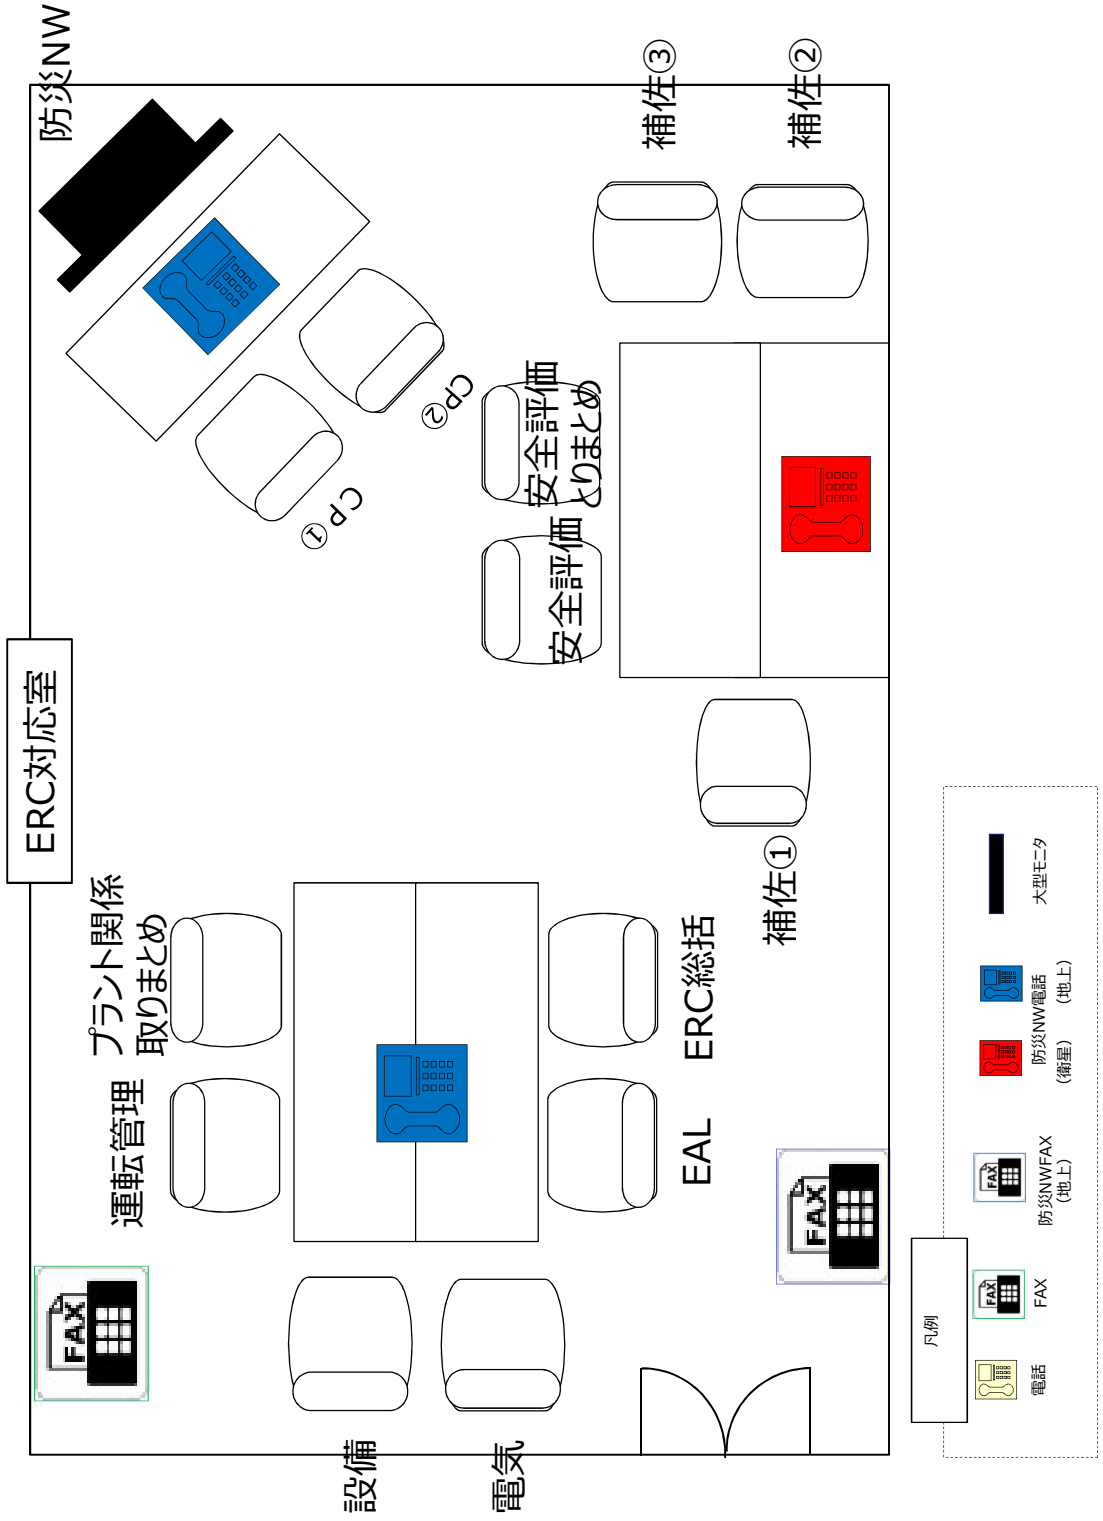 ERC対応室
設備
電気
FAX
運転管理
EAL
FAX
プラント関係
取りまとめ
ERC総括
補佐①
安全評価
安全評価
とりまとめ
CP①
CP②
防災NW
補佐③
補佐②
凡例
電話
FAX
FAX
FAX
防災NWFAX
(地上)
防災NW電話
(衛星)
(地上)
大型モニタ